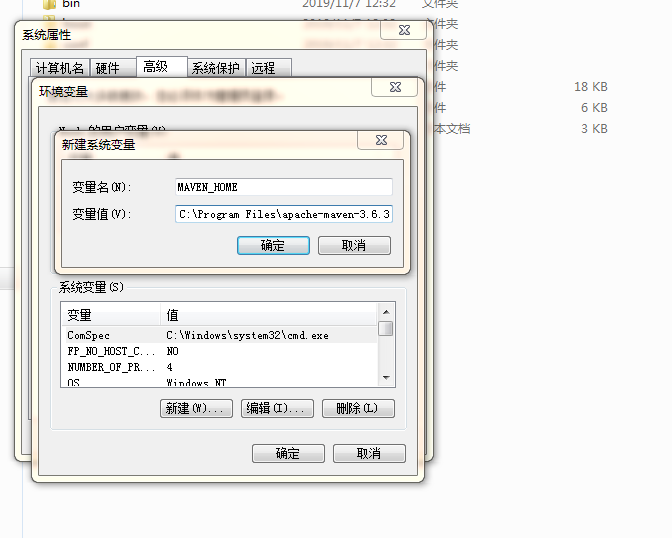 bin 2019/11/7 12:32 文件夹
文件夹
系统属性
文件夹
文件夹
计算机名 硬件 高级 系统保护 远程
件 18 KB
环境变量
件 6 KB
本文档 3 KB
的用户变量(U)
新建系统变量
变量名(N): MAVEN_HOME
变量值(V): C:\Program Files\apache-maven-3.6.3
确定 取消
系统变量(S)
变量 值
ComSpec C:\Windows\system32\cmd.exe
FP_NO_HOST_C... NO
NUMBER_OF_PR... 4
OS Windows_NT
新建(W)... 编辑(I)... 删除(L)
确定 取消